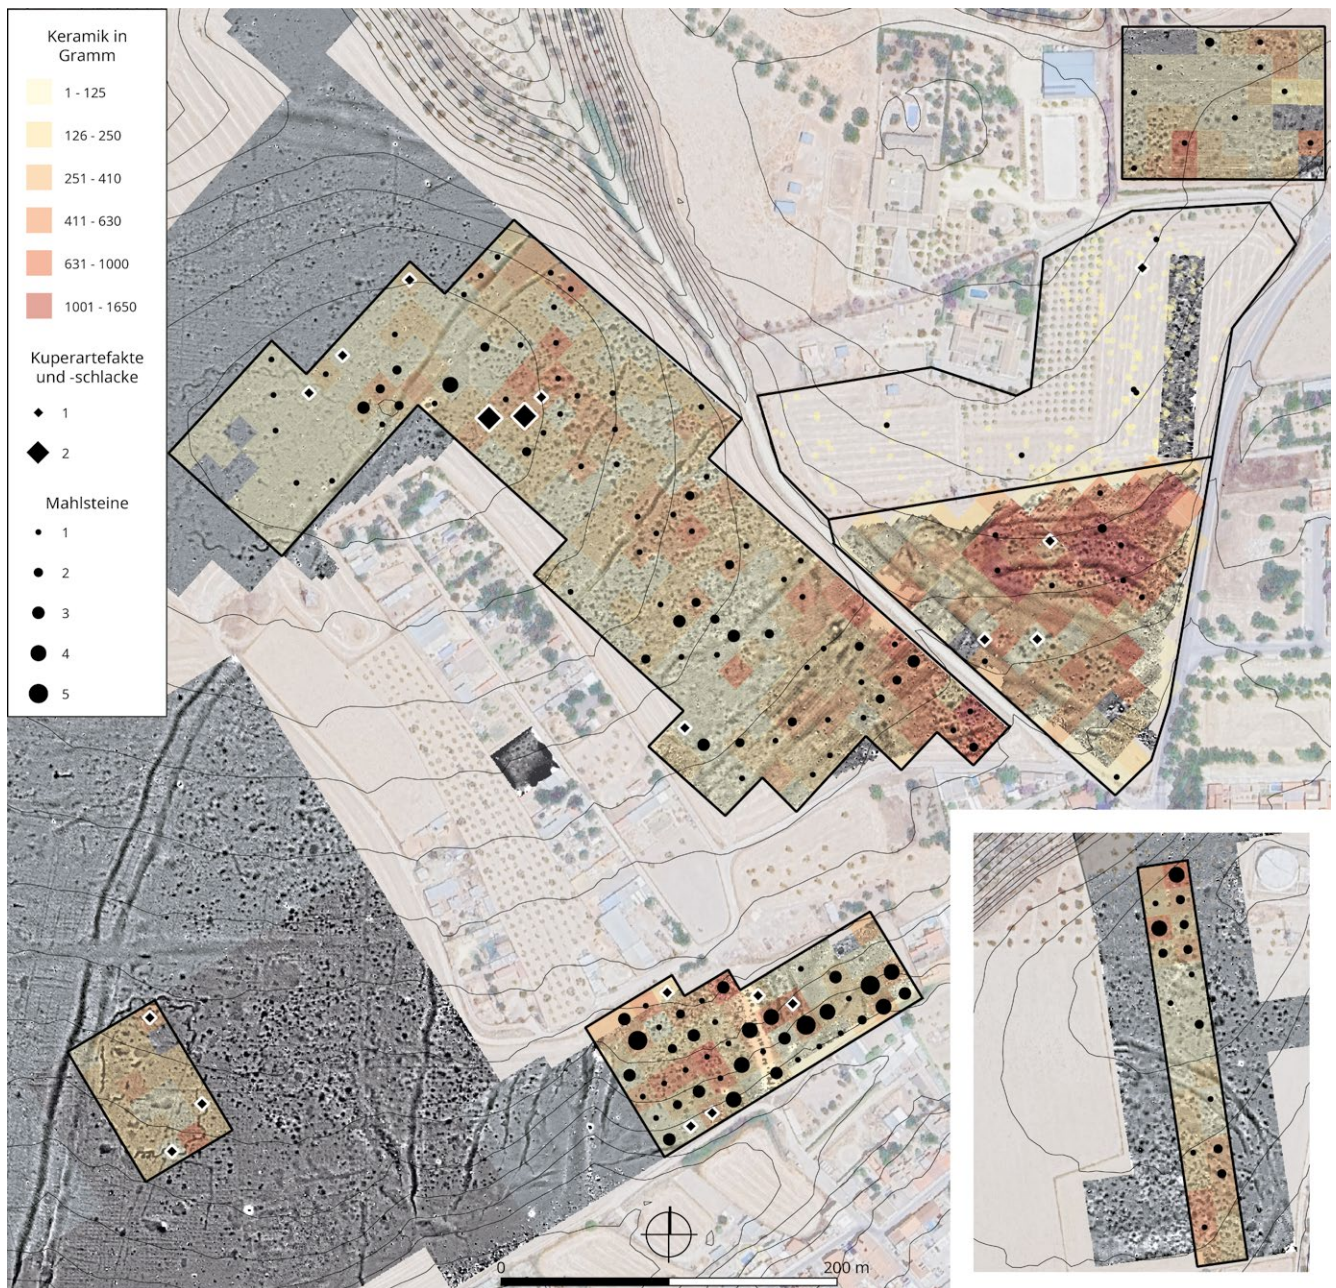 Keramik in
Gramm
1 - 125
126 - 250
251 - 410
411 - 630
631 - 1000
1001 - 1650
Kuperartefakte
und -schlacke
1
2
Mahlsteine
1
2
3
4
5
0
200 m